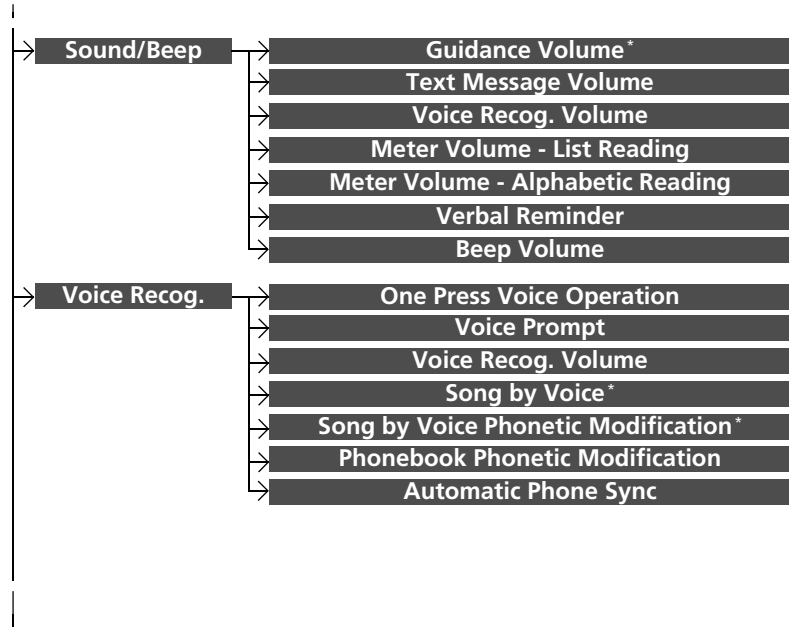 Sound/Beep
Guidance Volume*
Text Message Volume
Voice Recog. Volume
Meter Volume - List Reading
Meter Volume - Alphabetic Reading
Verbal Reminder
Beep Volume
Voice Recog.
One Press Voice Operation
Voice Prompt
Voice Recog. Volume
Song by Voice*
Song by Voice Phonetic Modification*
Phonebook Phonetic Modification
Automatic Phone Sync